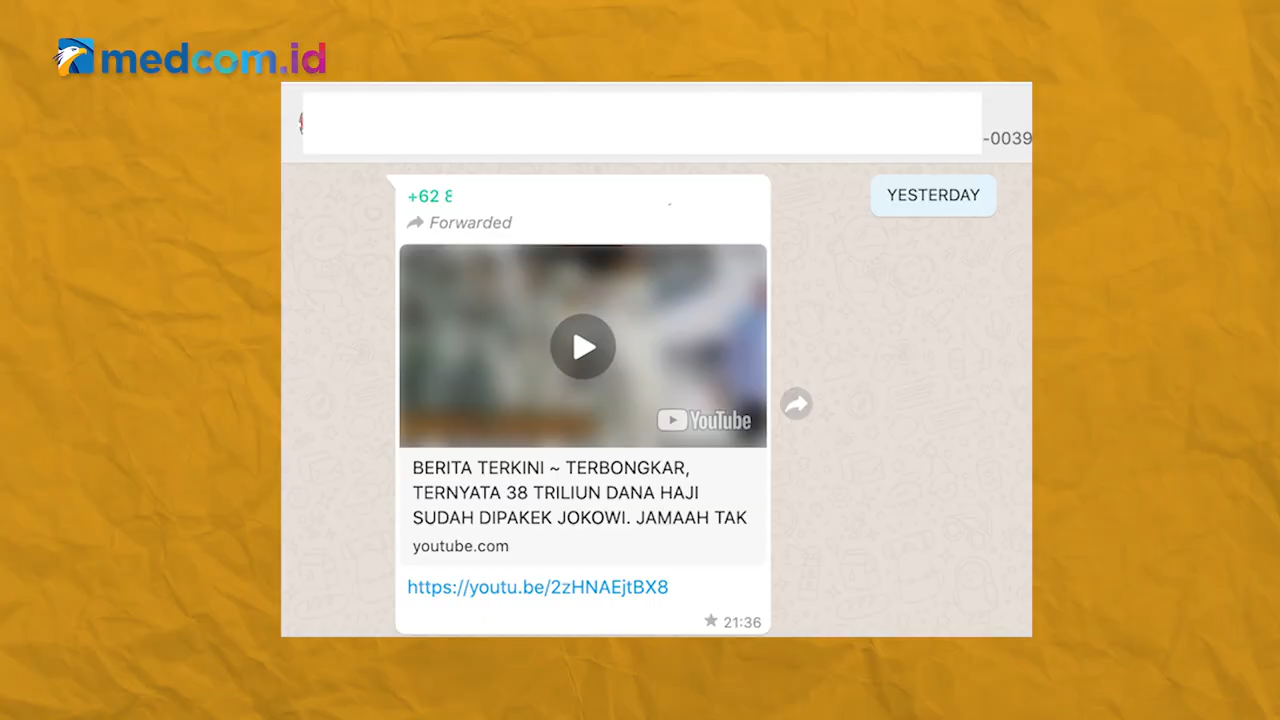 medcom.id
-0039
YESTERDAY
+62 8
Forwarded
YouTube
BERITA TERKINI ~ TERBONGKAR,
TERNYATA 38 TRILIUN DANA HAJI
SUDAH DIPAKEK JOKOWI. JAMAAH TAK
youtube.com
https://youtu.be/2zHNAEjtBX8
21:36